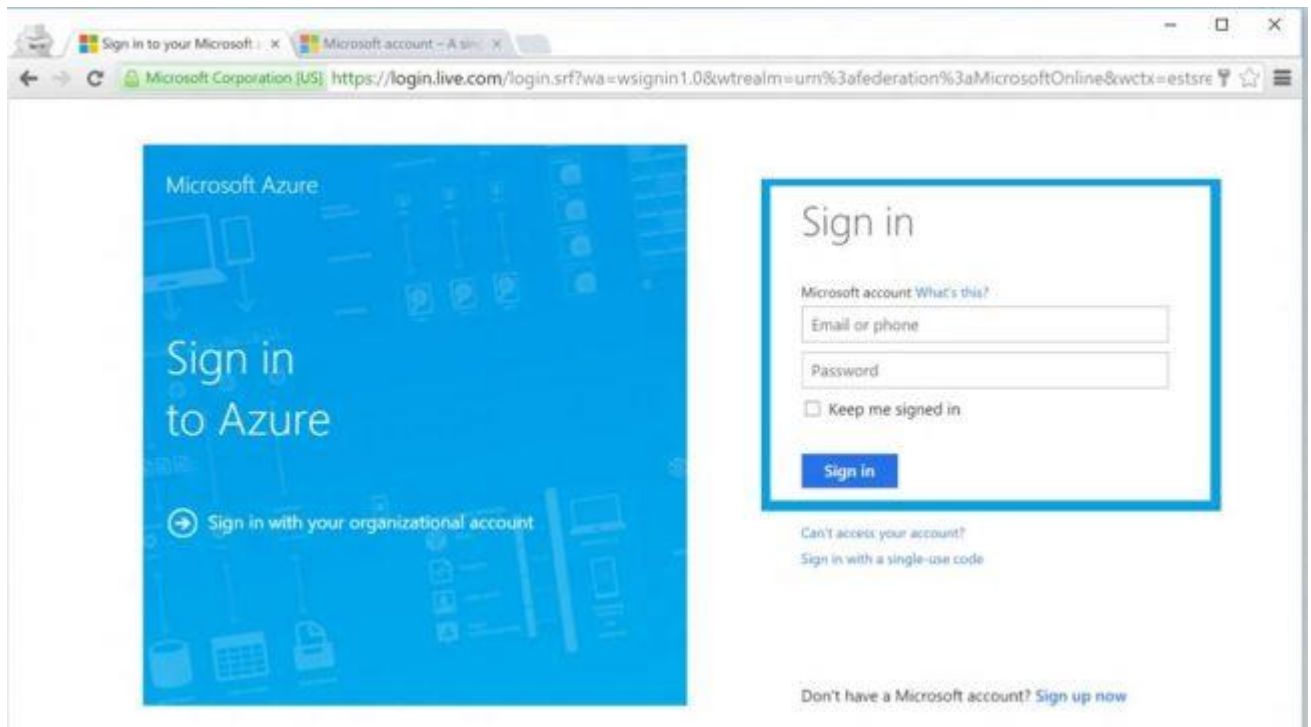 Sign in to your Microsoft
Microsoft account – A sin
Microsoft Corporation [US] https://login.live.com/login.srf?wa=wsignin1.0&wtrealm=urn%3afederation%3aMicrosoftOnline&wctx=estsre
Microsoft Azure
Sign in
to Azure
Sign in with your organizational account
Sign in
Microsoft account What's this?
Email or phone
Password
Keep me signed in
Sign in
Can't access your account?
Sign in with a single-use code
Don't have a Microsoft account? Sign up now